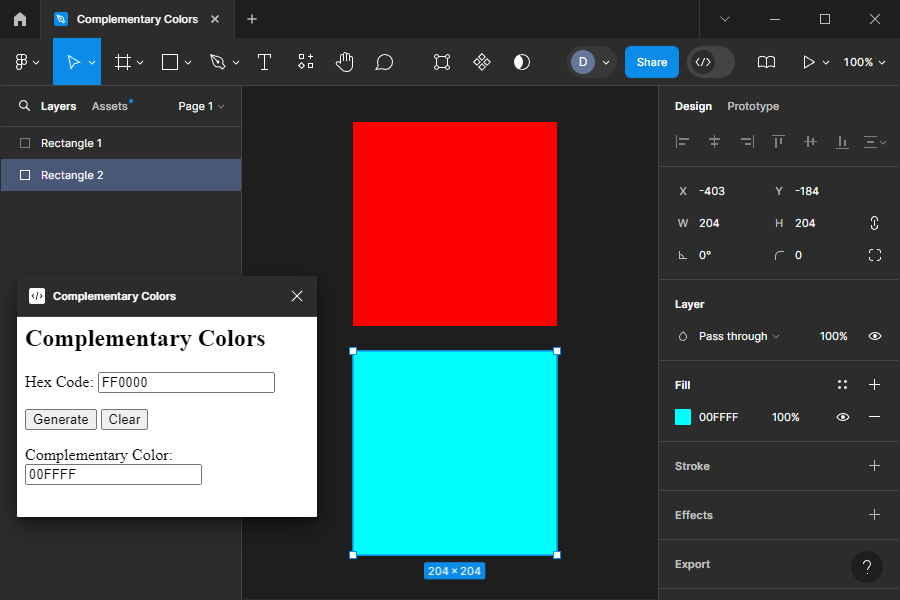 Complementary Colors
D
Share
100%
Layers
Assets
Page 1
Rectangle 1
Rectangle 2
Complementary Colors
Complementary Colors
Hex Code: FF0000
Generate
Clear
Complementary Color:
00FFFF
204 × 204
Design
Prototype
X -403
Y -184
W 204
H 204
0°
0
Layer
Pass through
100%
Fill
00FFFF
100%
Stroke
Effects
Export
?